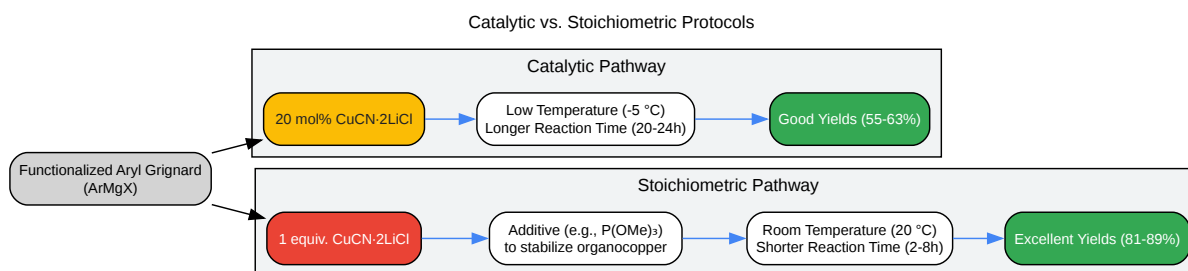 Catalytic vs. Stoichiometric Protocols
Catalytic Pathway
20 mol% CuCN·2LiCl
Low Temperature (-5 °C)
Longer Reaction Time (20-24h)
Good Yields (55-63%)
Functionalized Aryl Grignard
(ArMgX)
Stoichiometric Pathway
1 equiv. CuCN·2LiCl
Additive (e.g., P(OMe)₃)
to stabilize organocopper
Room Temperature (20 °C)
Shorter Reaction Time (2-8h)
Excellent Yields (81-89%)